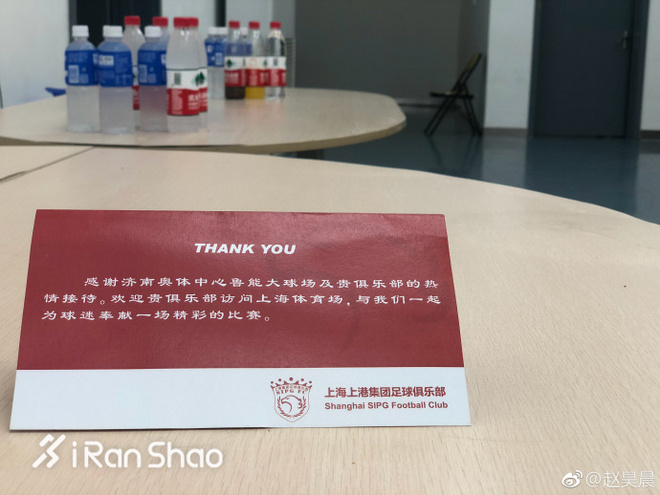 THANK YOU
感谢济南奥体中心鲁能大球场及贵俱乐部的热
情接待。欢迎贵俱乐部访问上海体育场，与我们一起
为球迷奉献一场精彩的比赛。
SIPG FC
上海上港集团足球俱乐部
Shanghai SIPG Football Club
iRanShao
@赵昊晨